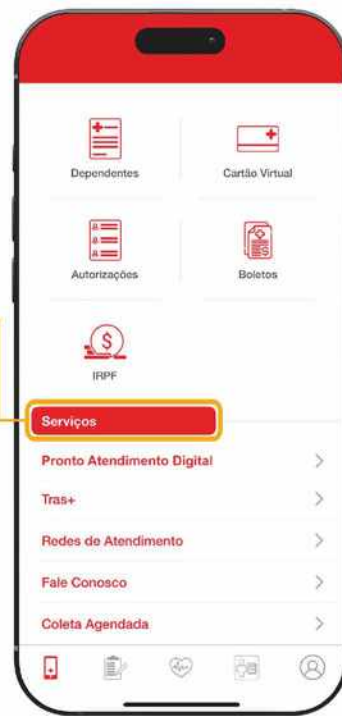 Dependentes
Cartão Virtual
Autorizações
Boletos
IRPF
Serviços
Pronto Atendimento Digital
Tras+
Redes de Atendimento
Fale Conosco
Coleta Agendada